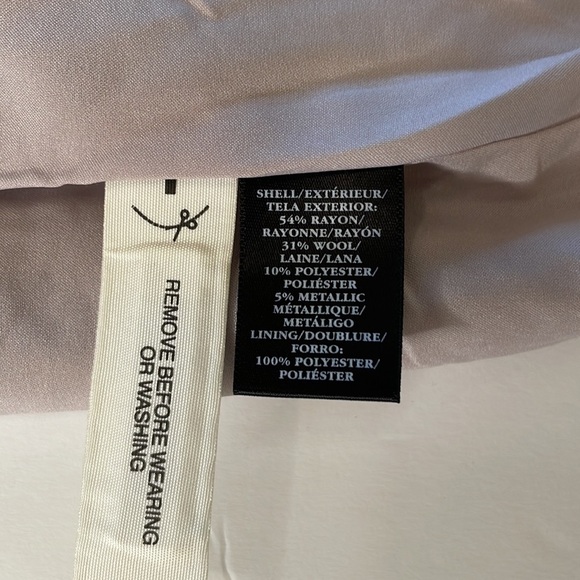 SHELL/EXTÉRIEUR/
TELA EXTERIOR:
54% RAYON/
RAYONNE/RAYÓN
31% WOOL/
LAINE/LANA
10% POLYESTER/
POLIÉSTER
5% METALLIC
MÉTALLIQUE/
METÁLIGO
LINING/DOUBLURE/
FORRO:
100% POLYESTER/
POLIÉSTER
REMOVE BEFORE WEARING
OR WASHING